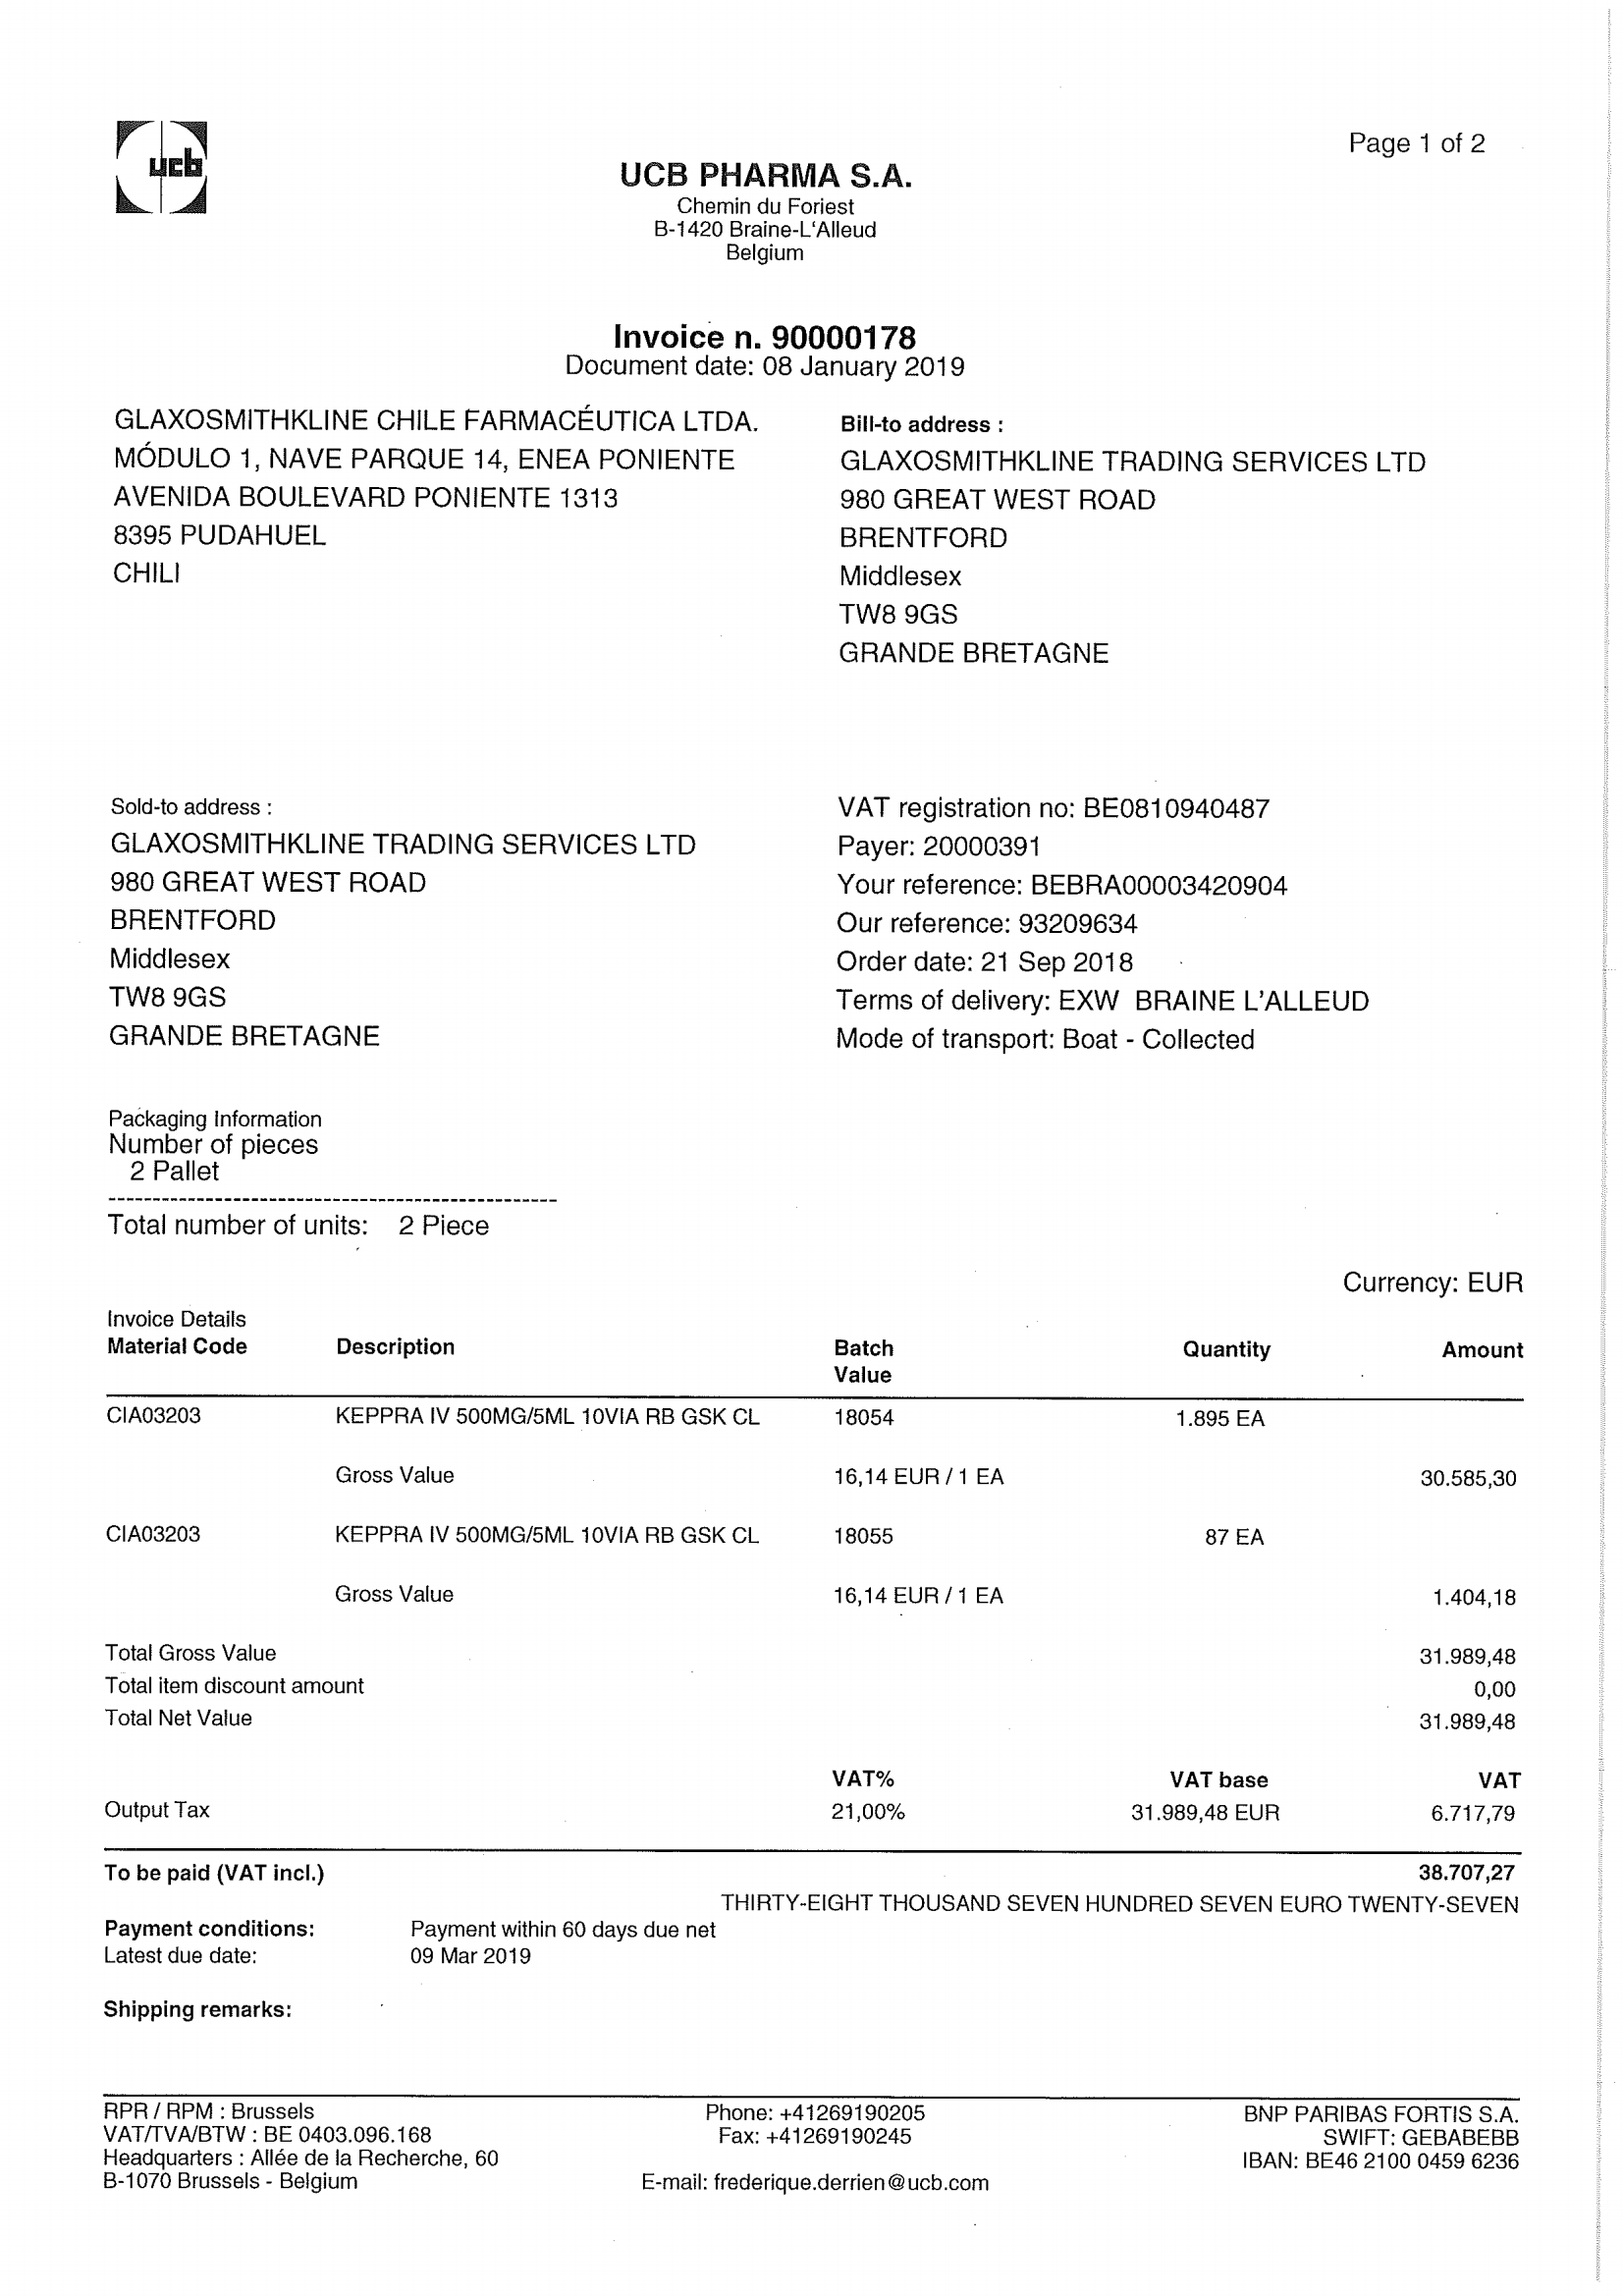 ucb
Page 1 of 2
UCB PHARMA S.A.
Chemin du Foriest
B-1420 Braine-L'Alleud
Belgium
Invoice n. 90000178
Document date: 08 January 2019
GLAXOSMITHKLINE CHILE FARMACÉUTICA LTDA.
MÓDULO 1, NAVE PARQUE 14, ENEA PONIENTE
AVENIDA BOULEVARD PONIENTE 1313
8395 PUDAHUEL
CHILI
Bill-to address :
GLAXOSMITHKLINE TRADING SERVICES LTD
980 GREAT WEST ROAD
BRENTFORD
Middlesex
TW8 9GS
GRANDE BRETAGNE
Sold-to address :
GLAXOSMITHKLINE TRADING SERVICES LTD
980 GREAT WEST ROAD
BRENTFORD
Middlesex
TW8 9GS
GRANDE BRETAGNE
VAT registration no: BE0810940487
Payer: 20000391
Your reference: BEBRA00003420904
Our reference: 93209634
Order date: 21 Sep 2018
Terms of delivery: EXW BRAINE L'ALLEUD
Mode of transport: Boat - Collected
Packaging Information
Number of pieces
2 Pallet
--------------------------------------------------
Total number of units: 2 Piece
Currency: EUR
Invoice Details
Material Code Description Batch Quantity Amount
Value
CIA03203 KEPPRA IV 500MG/5ML 10VIA RB GSK CL 18054 1.895 EA
Gross Value 16,14 EUR / 1 EA 30.585,30
CIA03203 KEPPRA IV 500MG/5ML 10VIA RB GSK CL 18055 87 EA
Gross Value 16,14 EUR / 1 EA 1.404,18
Total Gross Value 31.989,48
Total item discount amount 0,00
Total Net Value 31.989,48
VAT% VAT base VAT
Output Tax 21,00% 31.989,48 EUR 6.717,79
To be paid (VAT incl.) 38.707,27
THIRTY-EIGHT THOUSAND SEVEN HUNDRED SEVEN EURO TWENTY-SEVEN
Payment conditions: Payment within 60 days due net
Latest due date: 09 Mar 2019
Shipping remarks:
RPR / RPM : Brussels
VAT/TVA/BTW : BE 0403.096.168
Headquarters : Allée de la Recherche, 60
B-1070 Brussels - Belgium
Phone: +41269190205
Fax: +41269190245
E-mail: frederique.derrien@ucb.com
BNP PARIBAS FORTIS S.A.
SWIFT: GEBABEBB
IBAN: BE46 2100 0459 6236